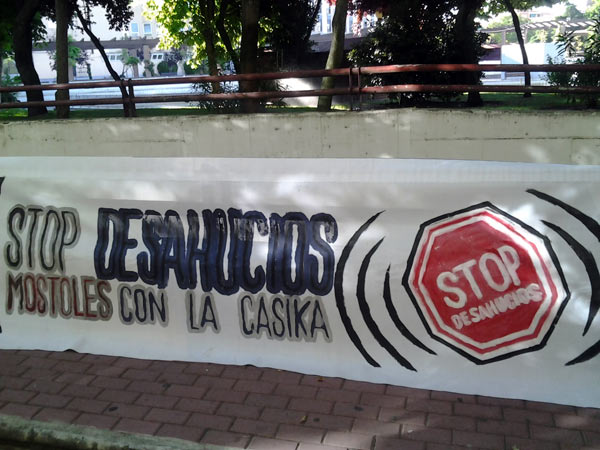 STOP DESAHUCIOS
MOSTOLES CON LA CASIKA
STOP
DESAHUCIOS